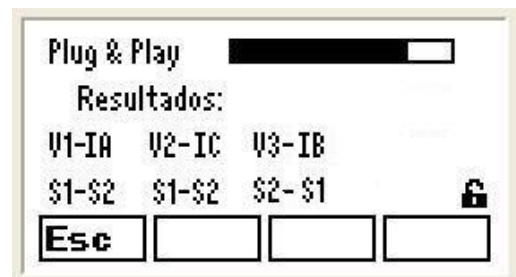 Plug & Play
Resultados:
V1-IA V2-IC V3-IB
S1-S2 S1-S2 S2-S1
Esc